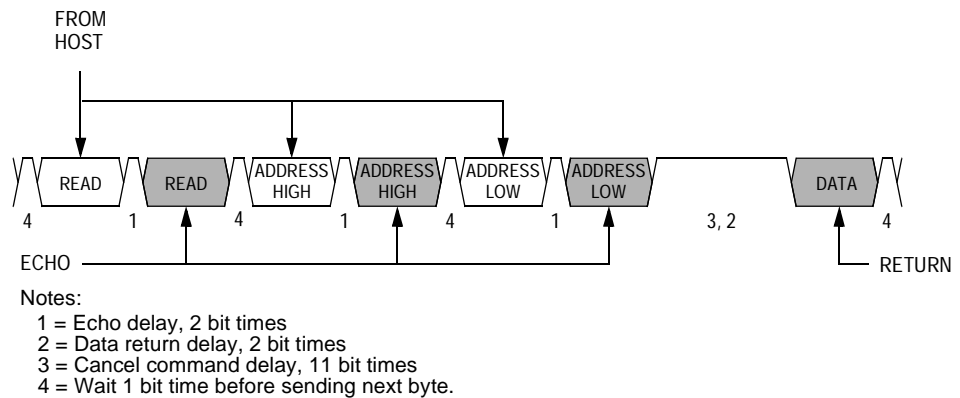 FROM
HOST
READ
READ
ADDRESS
HIGH
ADDRESS
HIGH
ADDRESS
LOW
ADDRESS
LOW
DATA
4
1
4
1
4
1
3, 2
4
ECHO
RETURN
Notes:
1 = Echo delay, 2 bit times
2 = Data return delay, 2 bit times
3 = Cancel command delay, 11 bit times
4 = Wait 1 bit time before sending next byte.